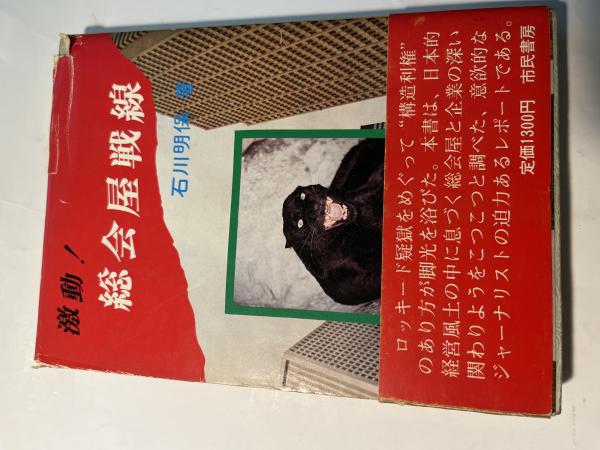 激動!
総会屋戦線
石川明保 著
ロッキード疑獄をめぐって“構造利権”
のあり方が脚光を浴びた。本書は、日本的
経営風土の中に息づく総会屋と企業の深い
関わりようをこつこつと調べた、意欲的な
ジャーナリストの迫力あるレポートである。
定価1300円 市民書房